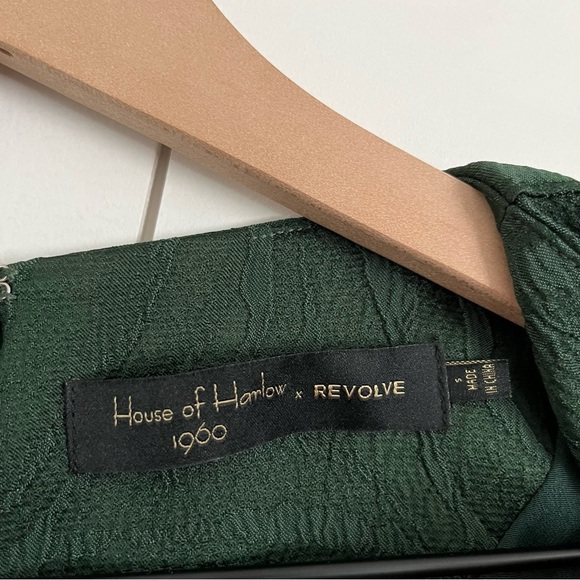 House of Harlow × REVOLVE
1960
S
MADE
IN CHINA